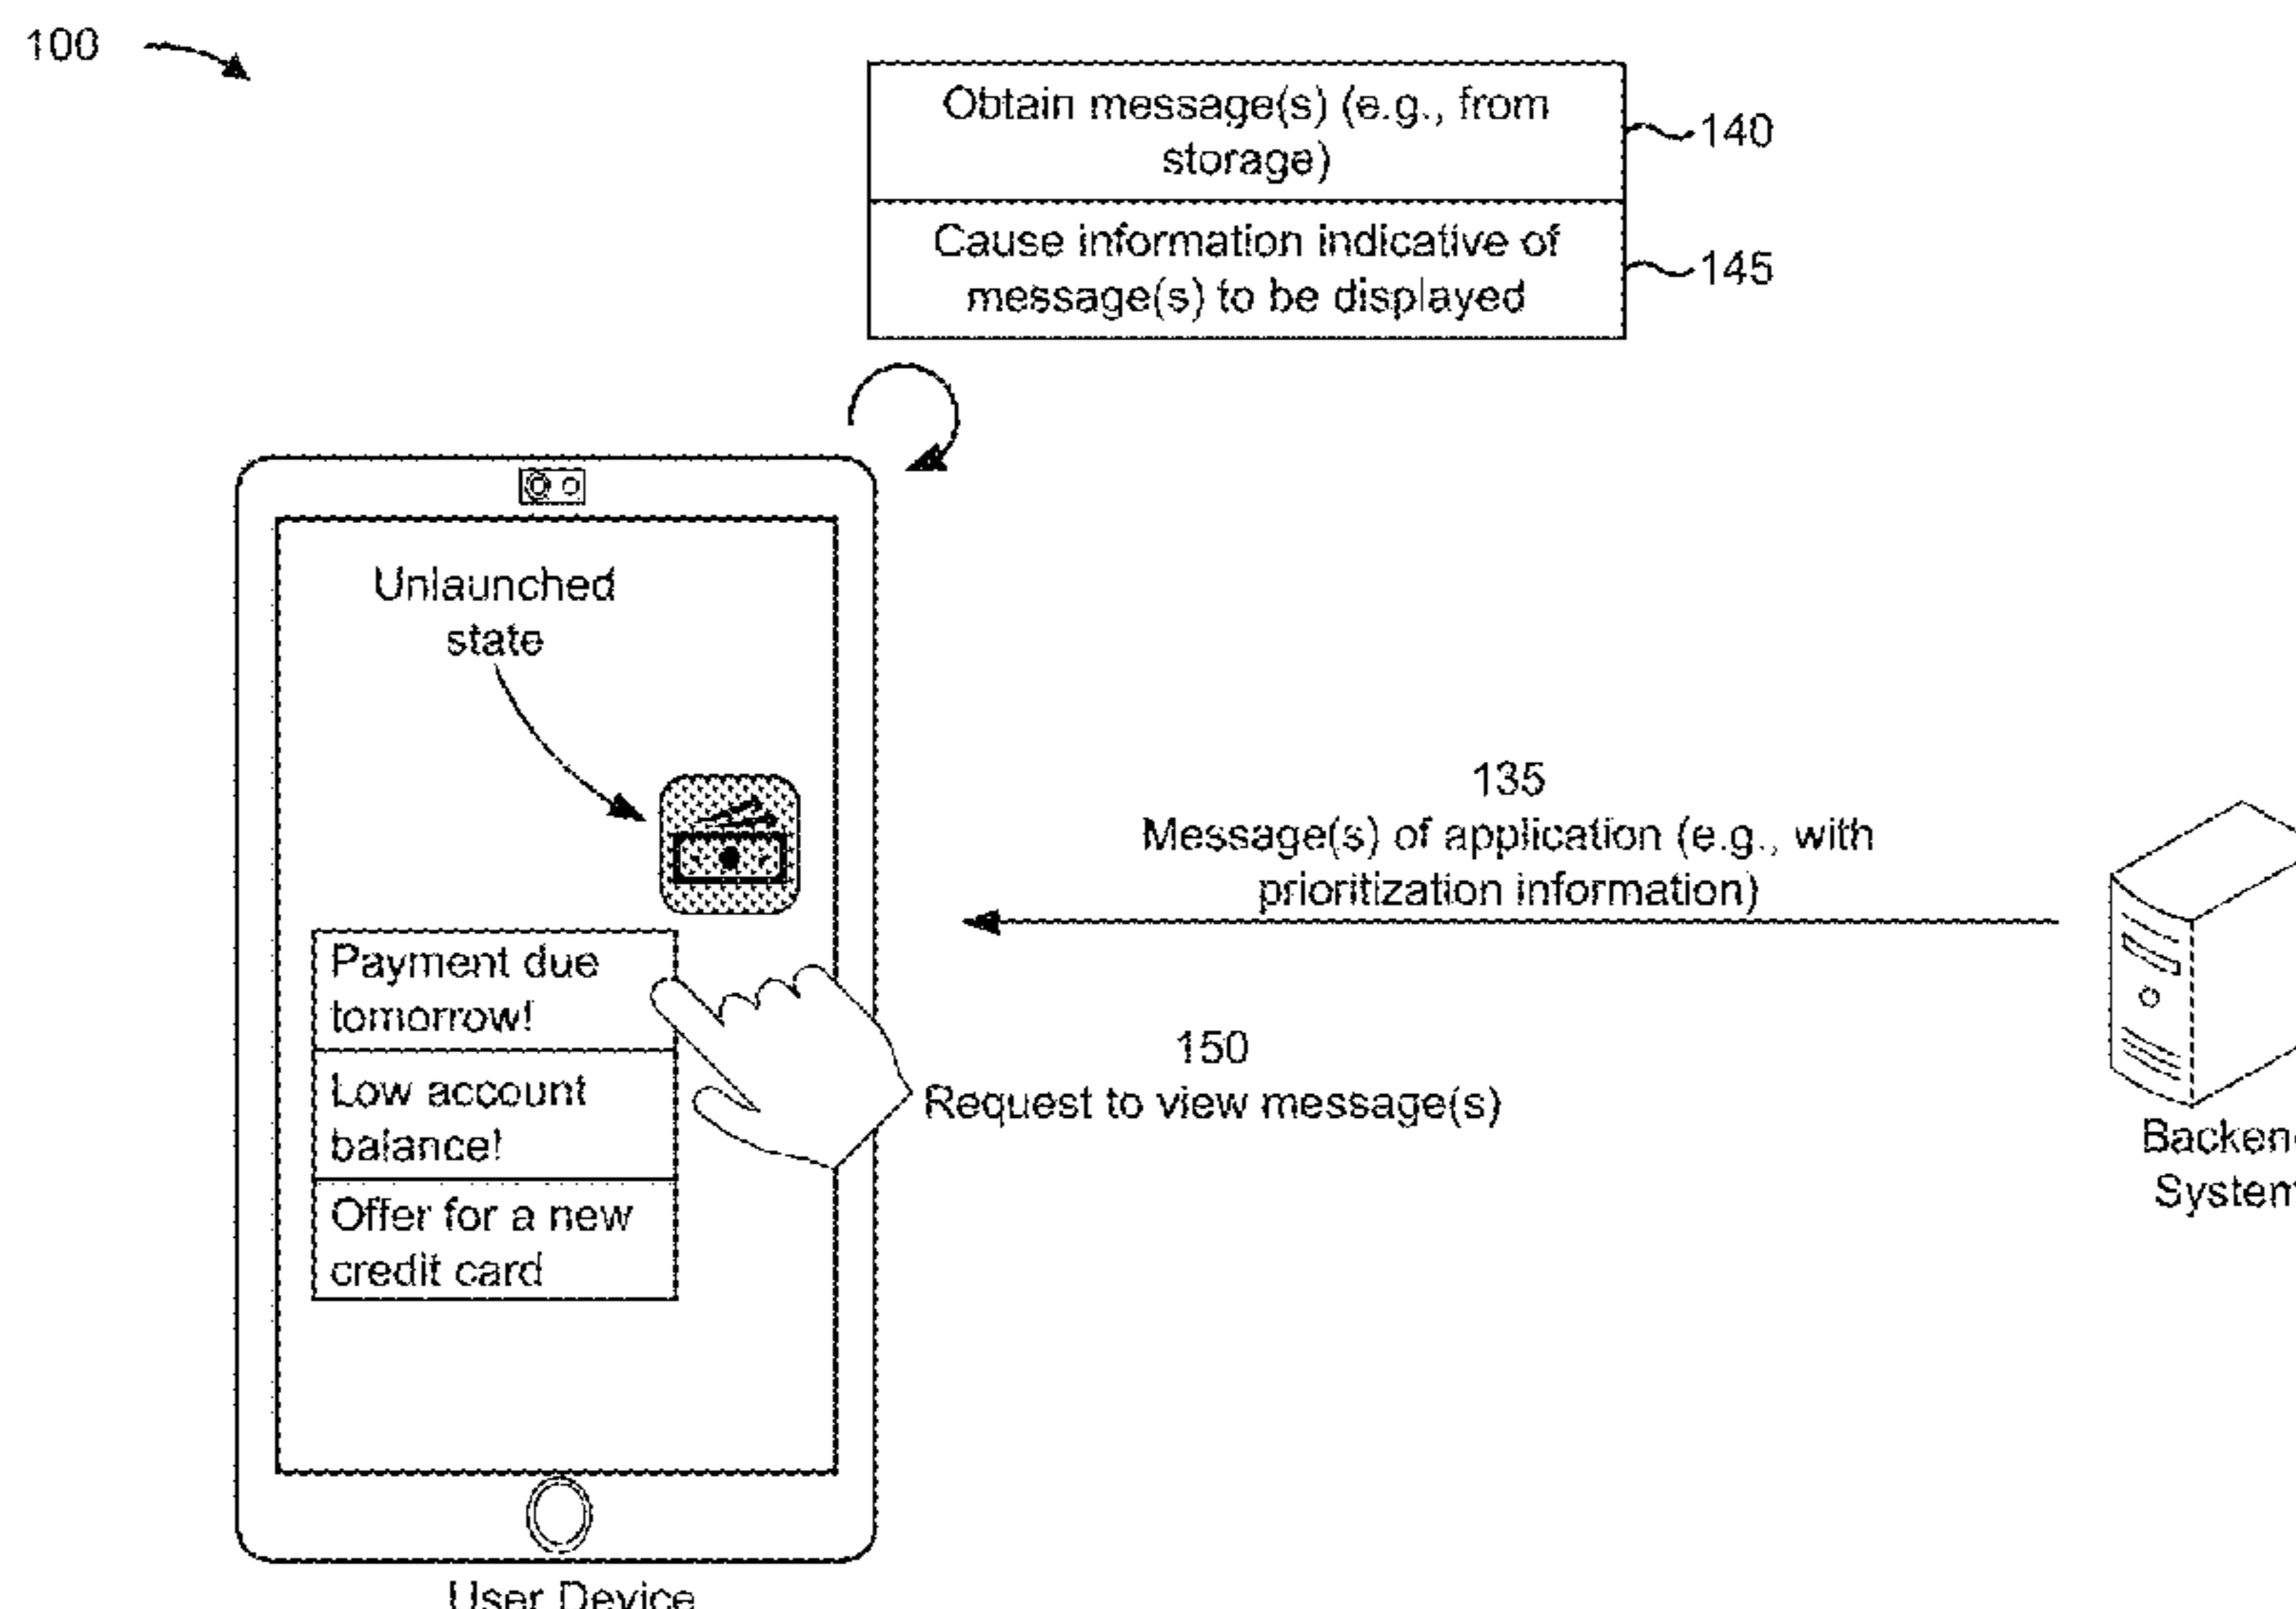 100
Obtain message(s) (e.g., from
storage)
140
Cause information indicative of
message(s) to be displayed
145
Unlaunched
state
135
Message(s) of application (e.g., with
prioritization information)
Payment due
tomorrow!
150
Request to view message(s)
Low account
balance!
Offer for a new
credit card
System
User Device